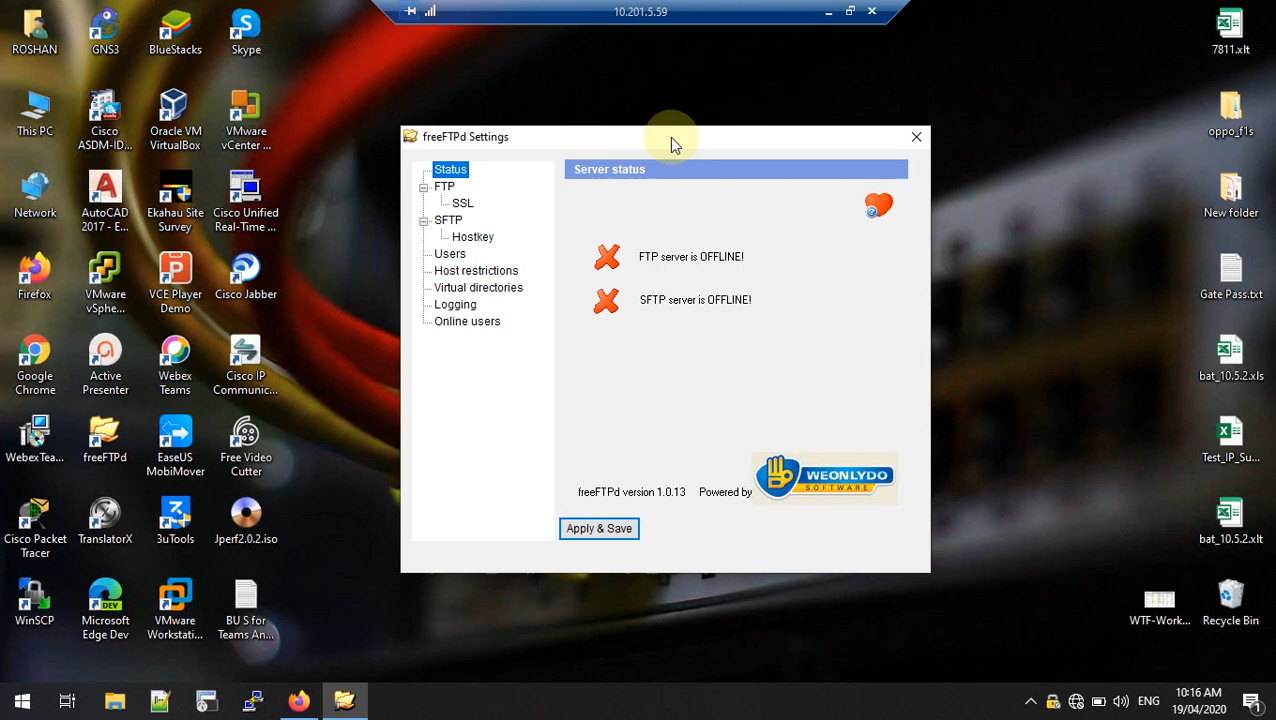 10.201.5.59
ROSHAN
GNS3
BlueStacks
Skype
This PC
Cisco
ASDM-ID...
Oracle VM
VirtualBox
VMware
vCenter ...
Network
AutoCAD
2017 - E...
Ekahau Site
Survey
Cisco Unified
Real-Time ...
Firefox
VMware
vSphe...
VCE Player
Demo
Cisco Jabber
Google
Chrome
Active
Presenter
Webex
Teams
Cisco IP
Communic...
WebexTea...
freeFTPd
EaseUS
MobiMover
Free Video
Cutter
Cisco Packet
Tracer
TranslatorX
3uTools
Jperf2.0.2.iso
WinSCP
DEV
Microsoft
Edge Dev
VMware
Workstati...
BU S for
Teams An...
freeFTPd Settings
Status
FTP
SSL
SFTP
Hostkey
Users
Host restrictions
Virtual directories
Logging
Online users
Server status
FTP server is OFFLINE!
SFTP server is OFFLINE!
freeFTPd version 1.0.13
Powered by
WEONLYDO
SOFTWARE
Apply & Save
7811.xlt
oppo_f1s
New folder
Gate Pass.txt
bat_10.5.2.xls
Test_IP_Su...
bat_10.5.2.xlt
WTF-Work...
Recycle Bin
ENG
10:16 AM
19/04/2020
1